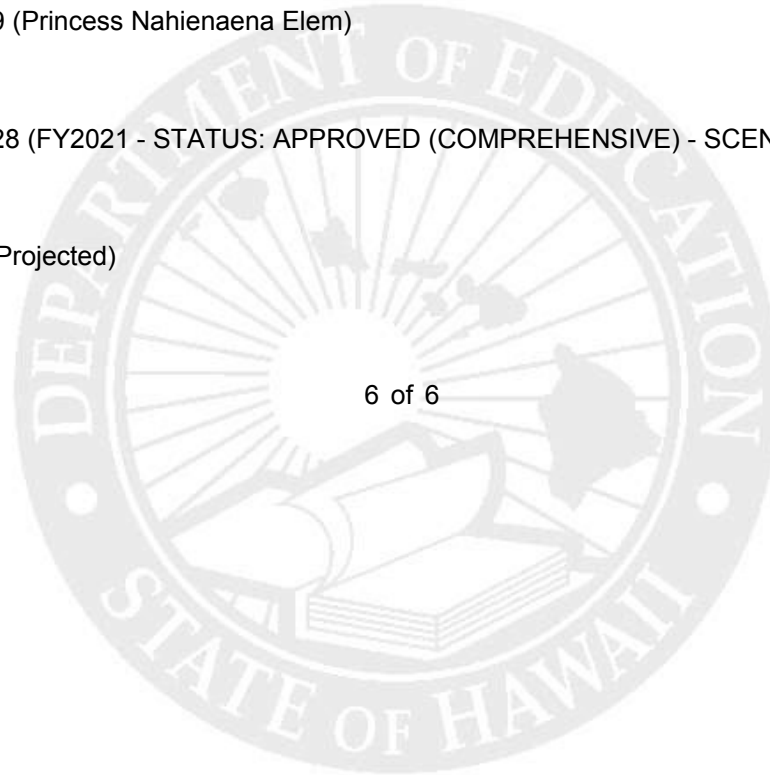 9 (Princess Nahienaena Elem)
28 (FY2021 - STATUS: APPROVED (COMPREHENSIVE) - SCEN
Projected)
6 of 6
DEPARTMENT OF EDUCATION
STATE OF HAWAII